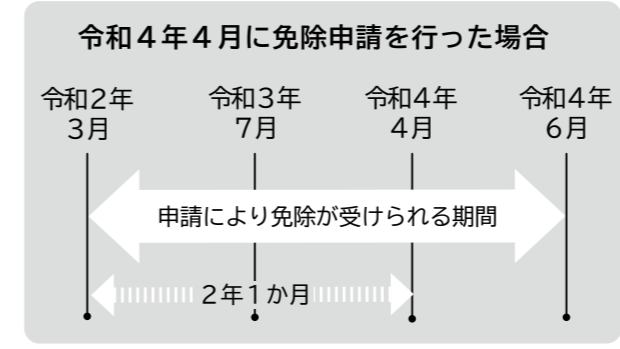 令和４年４月に免除申請を行った場合
令和２年
３月
令和３年
７月
令和４年
４月
令和４年
６月
申請により免除が受けられる期間
２年１か月